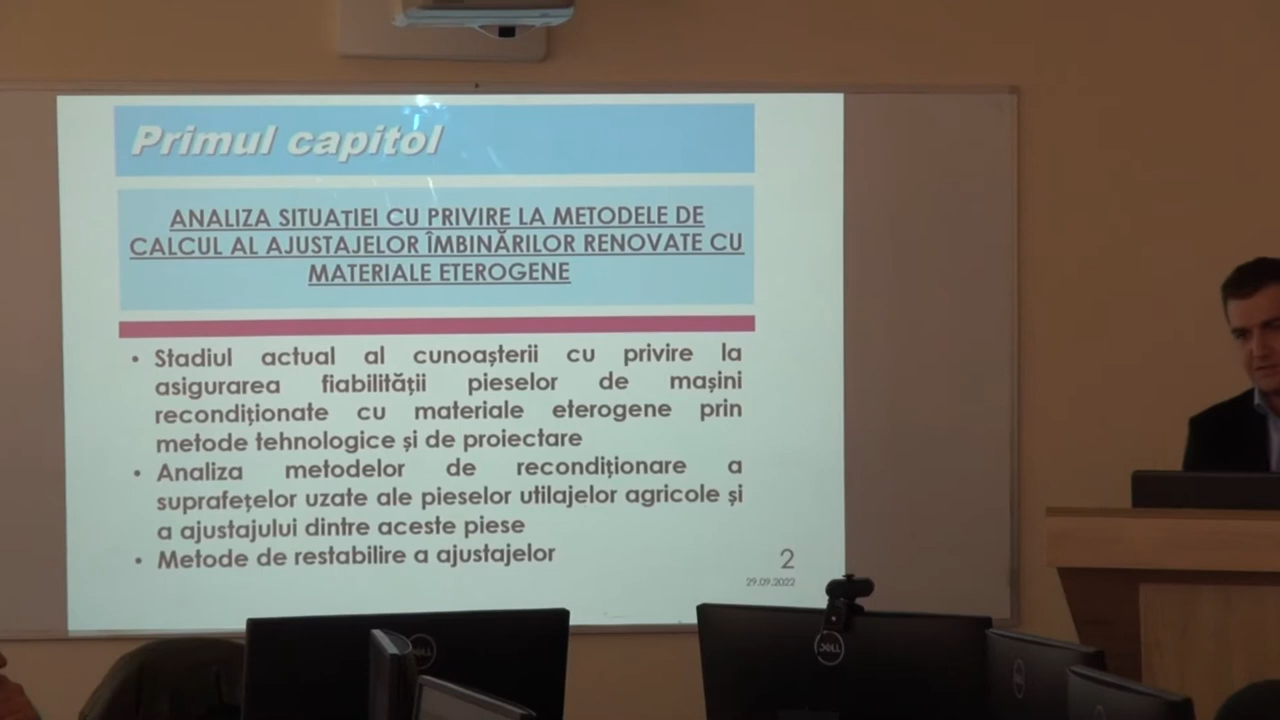 Primul capitol
ANALIZA SITUAȚIEI CU PRIVIRE LA METODELE DE
CALCUL AL AJUSTAJELOR ÎMBINĂRILOR RENOVATE CU
MATERIALE ETEROGENE
• Stadiul actual al cunoașterii cu privire la
asigurarea fiabilității pieselor de mașini
recondiționate cu materiale eterogene prin
metode tehnologice și de proiectare
• Analiza metodelor de recondiționare a
suprafețelor uzate ale pieselor utilajelor agricole și
a ajustajului dintre aceste piese
• Metode de restabilire a ajustajelor
2
29.09.2022
DELL
DELL